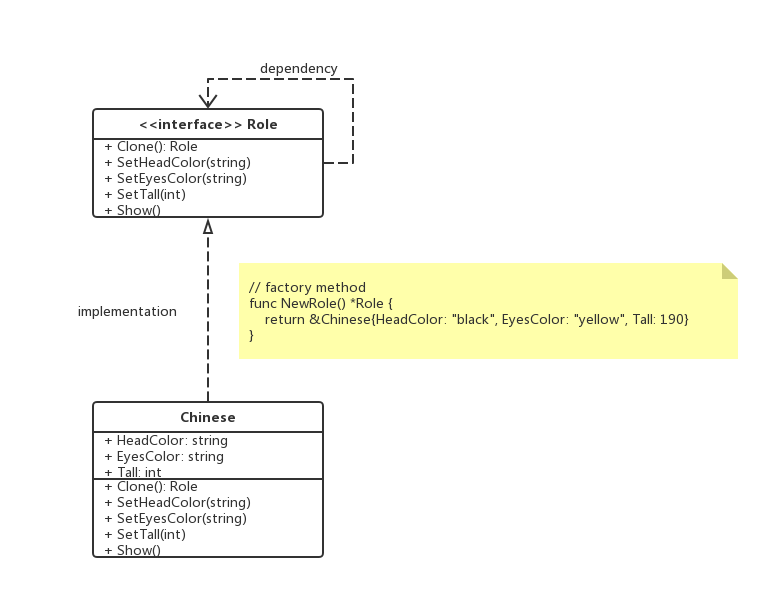 dependency
<<interface>> Role
+ Clone(): Role
+ SetHeadColor(string)
+ SetEyesColor(string)
+ SetTall(int)
+ Show()
implementation
// factory method
func NewRole() *Role {
    return &Chinese{HeadColor: "black", EyesColor: "yellow", Tall: 190}
}
Chinese
+ HeadColor: string
+ EyesColor: string
+ Tall: int
+ Clone(): Role
+ SetHeadColor(string)
+ SetEyesColor(string)
+ SetTall(int)
+ Show()